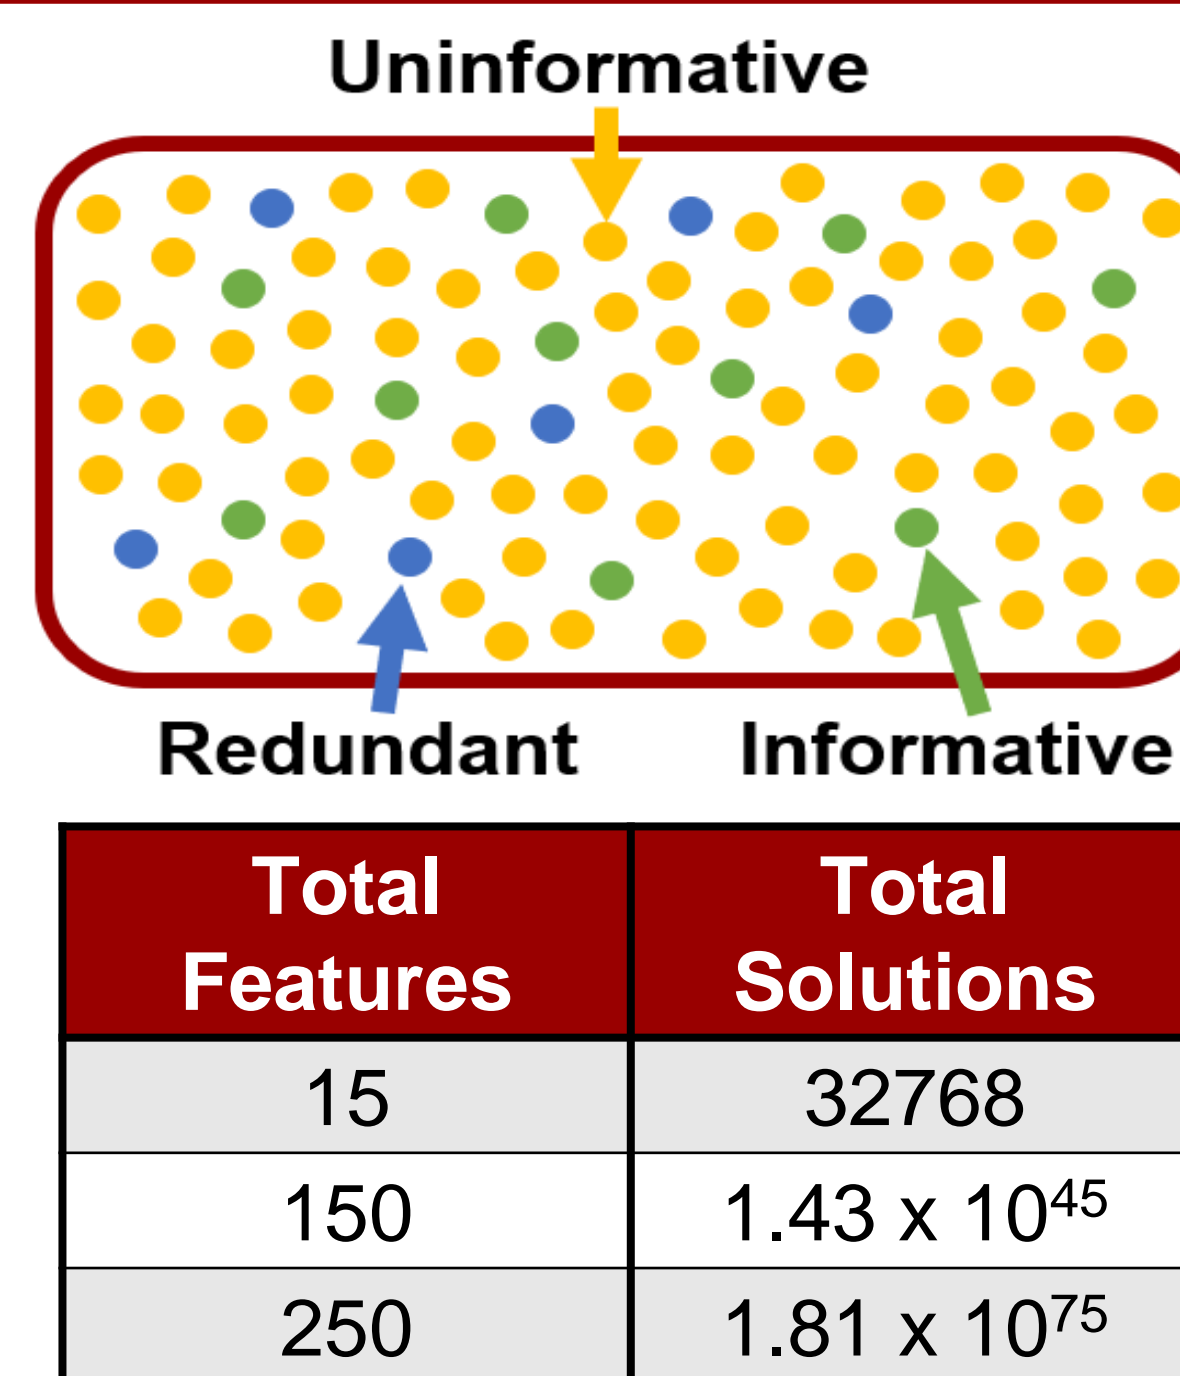 Uninformative
Redundant
Informative
Total Features
Total Solutions
15
32768
150
1.43 x 10⁴⁵
250
1.81 x 10⁷⁵